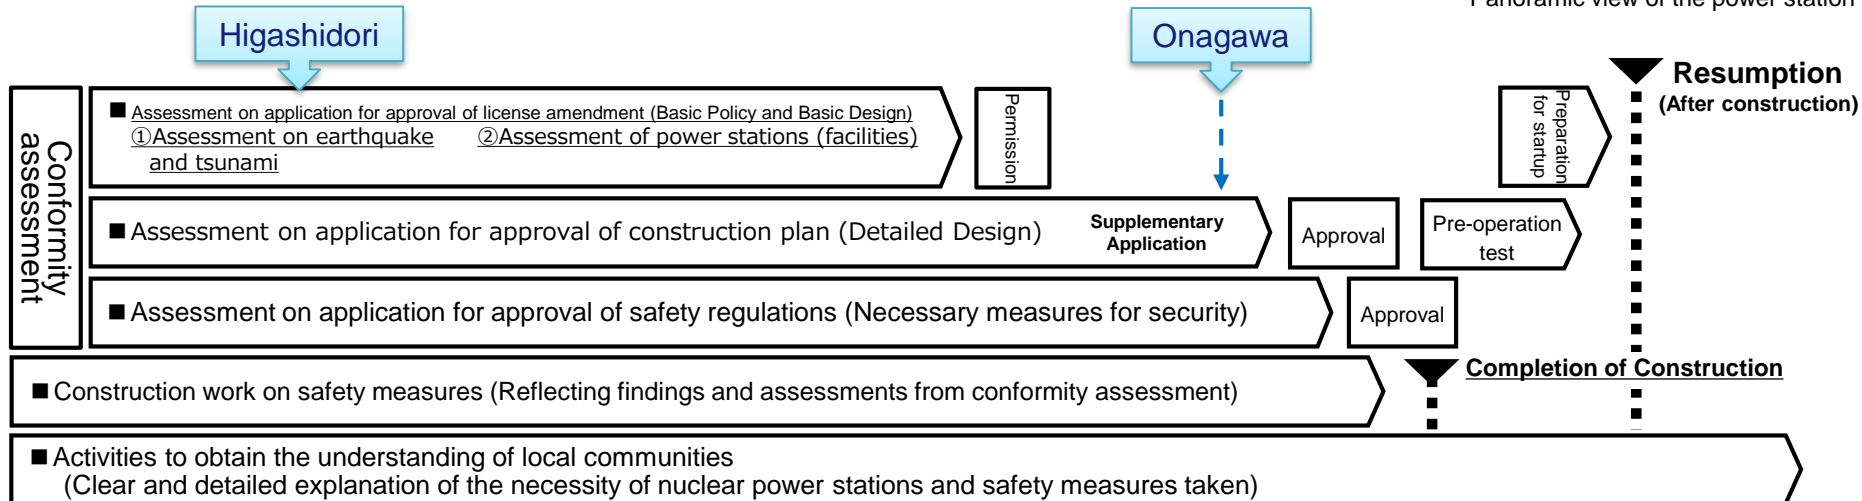 Panoramic view of the power station
Higashidori
Onagawa
Resumption
(After construction)
Conformity
assessment
■ Assessment on application for approval of license amendment (Basic Policy and Basic Design)
①Assessment on earthquake ②Assessment of power stations (facilities)
and tsunami
Permission
Preparation
for startup
■ Assessment on application for approval of construction plan (Detailed Design)
Supplementary
Application
Approval
Pre-operation
test
■ Assessment on application for approval of safety regulations (Necessary measures for security)
Approval
■ Construction work on safety measures (Reflecting findings and assessments from conformity assessment)
Completion of Construction
■ Activities to obtain the understanding of local communities
(Clear and detailed explanation of the necessity of nuclear power stations and safety measures taken)